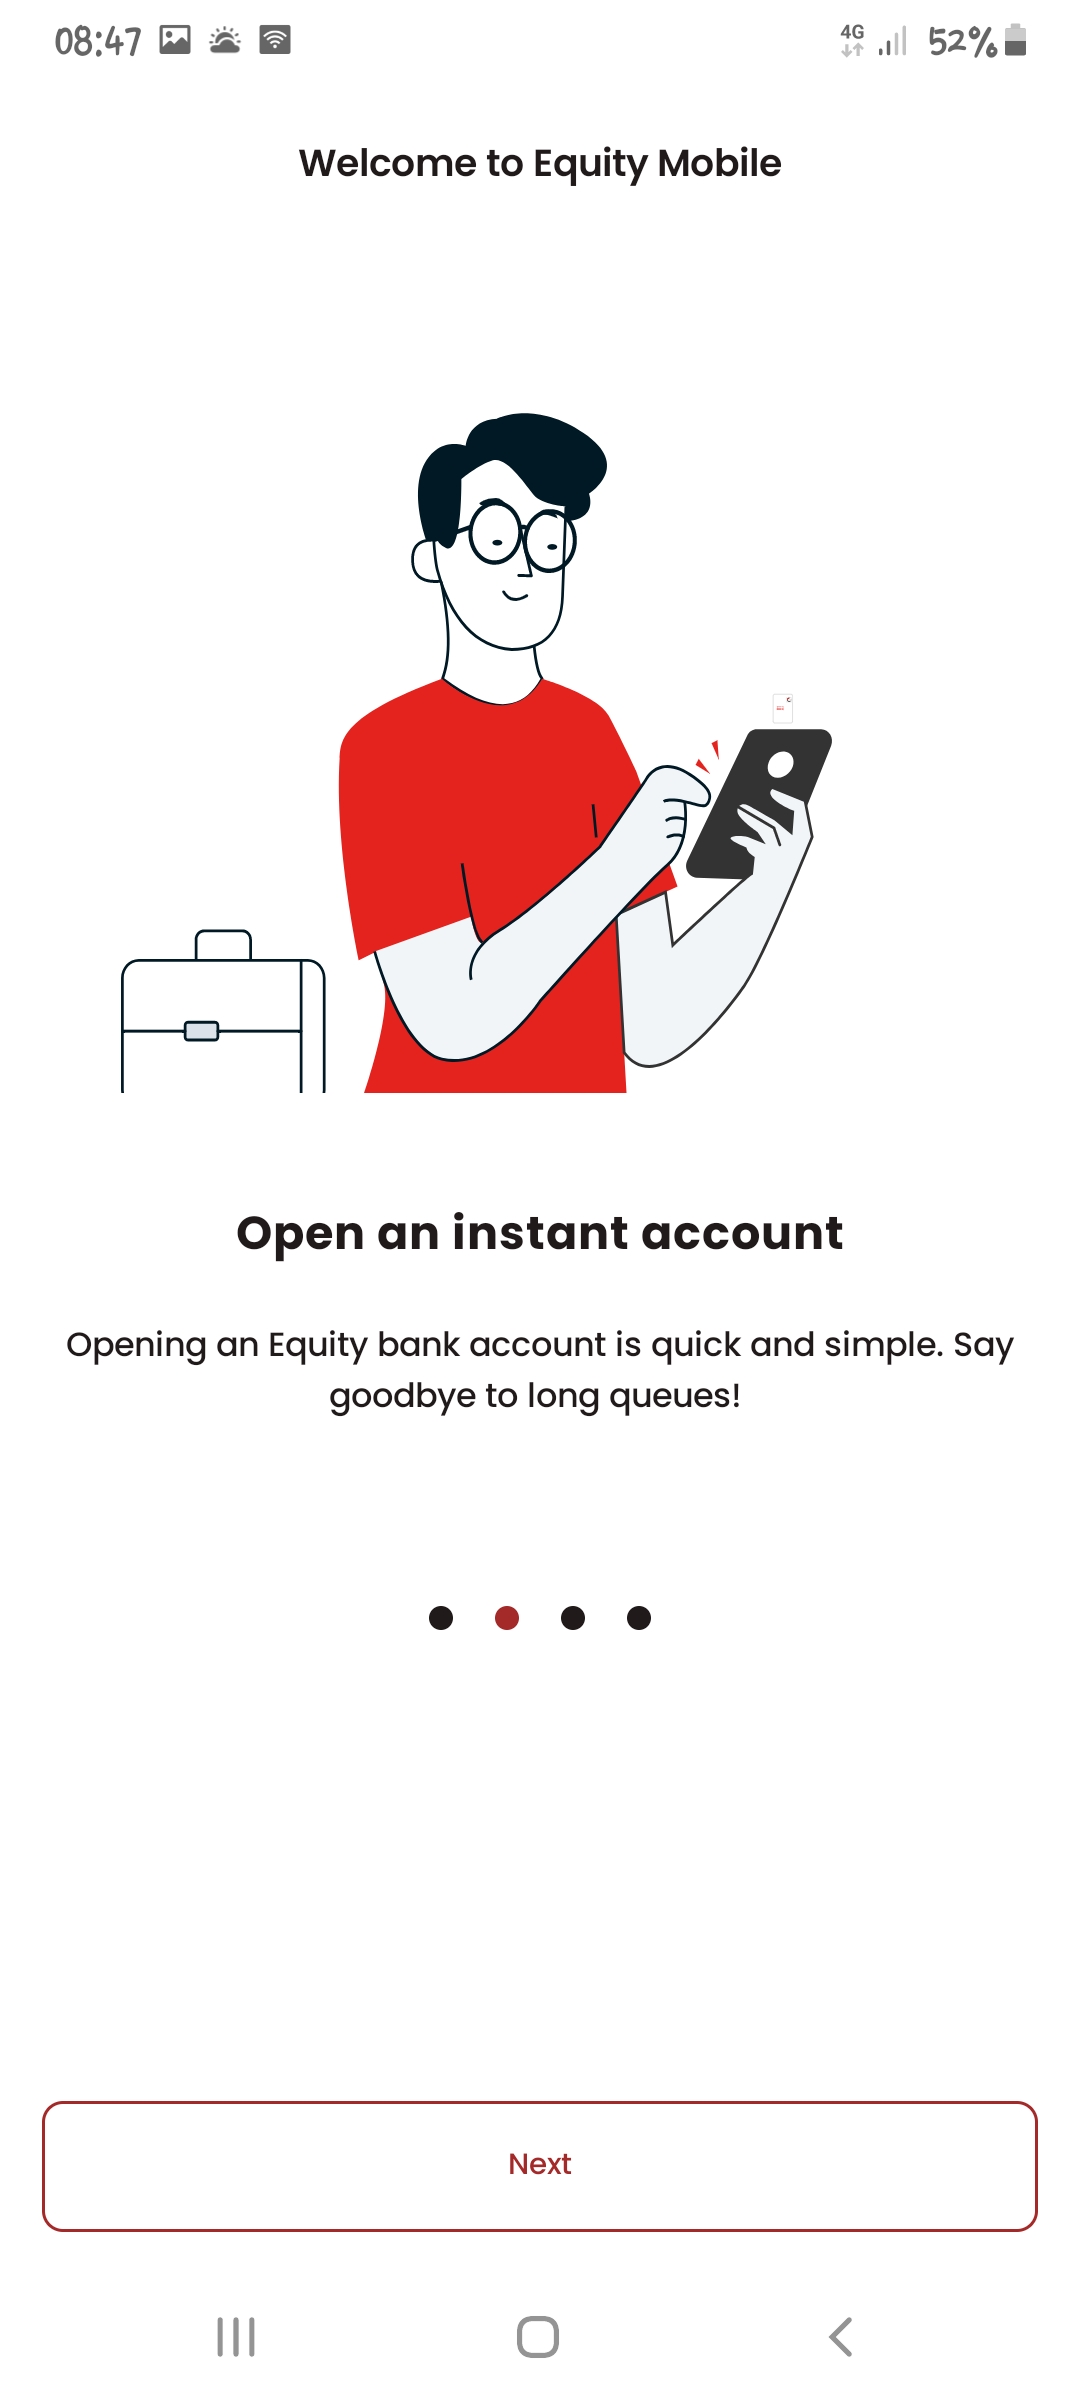 08:47
4G
52%
Welcome to Equity Mobile
Open an instant account
Opening an Equity bank account is quick and simple. Say
goodbye to long queues!
Next